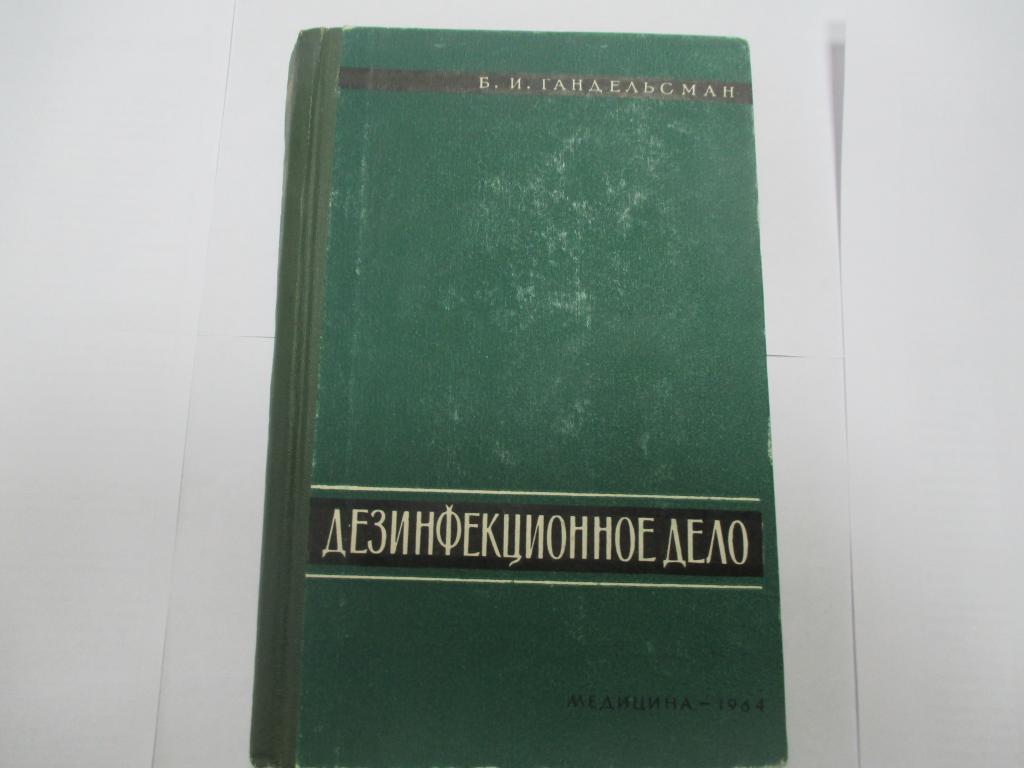 Б. И. ГАНДЕЛЬСМАН
ДЕЗИНФЕКЦИОННОЕ ДЕЛО
МЕДИЦИНА — 1964